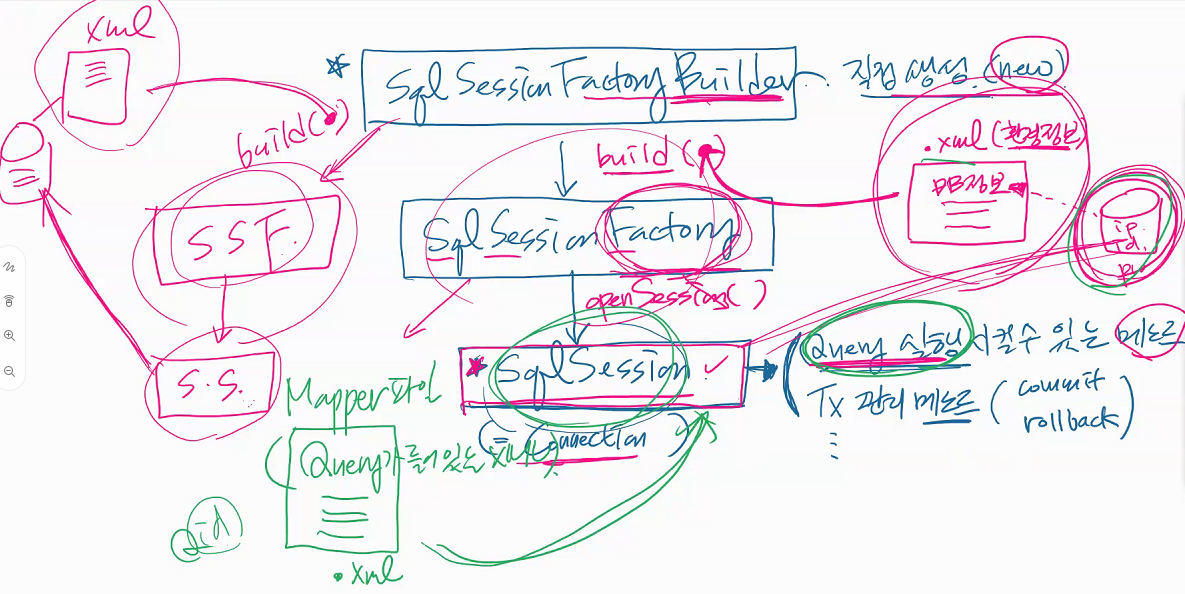 .xml
SqlSessionFactoryBuilder
직접 생성 (new)
build( )
build ( )
.xml (환경정보)
DB정보
ip
id,
pw
SSF.
SqlSessionFactory
openSession( )
S.S.
SqlSession
Query 실행시킬수 있는 메소드
Tx 관리 메소드 ( commit
rollback )
(= Connection )
Mapper파일
(Query가 들어있는
id
.xml